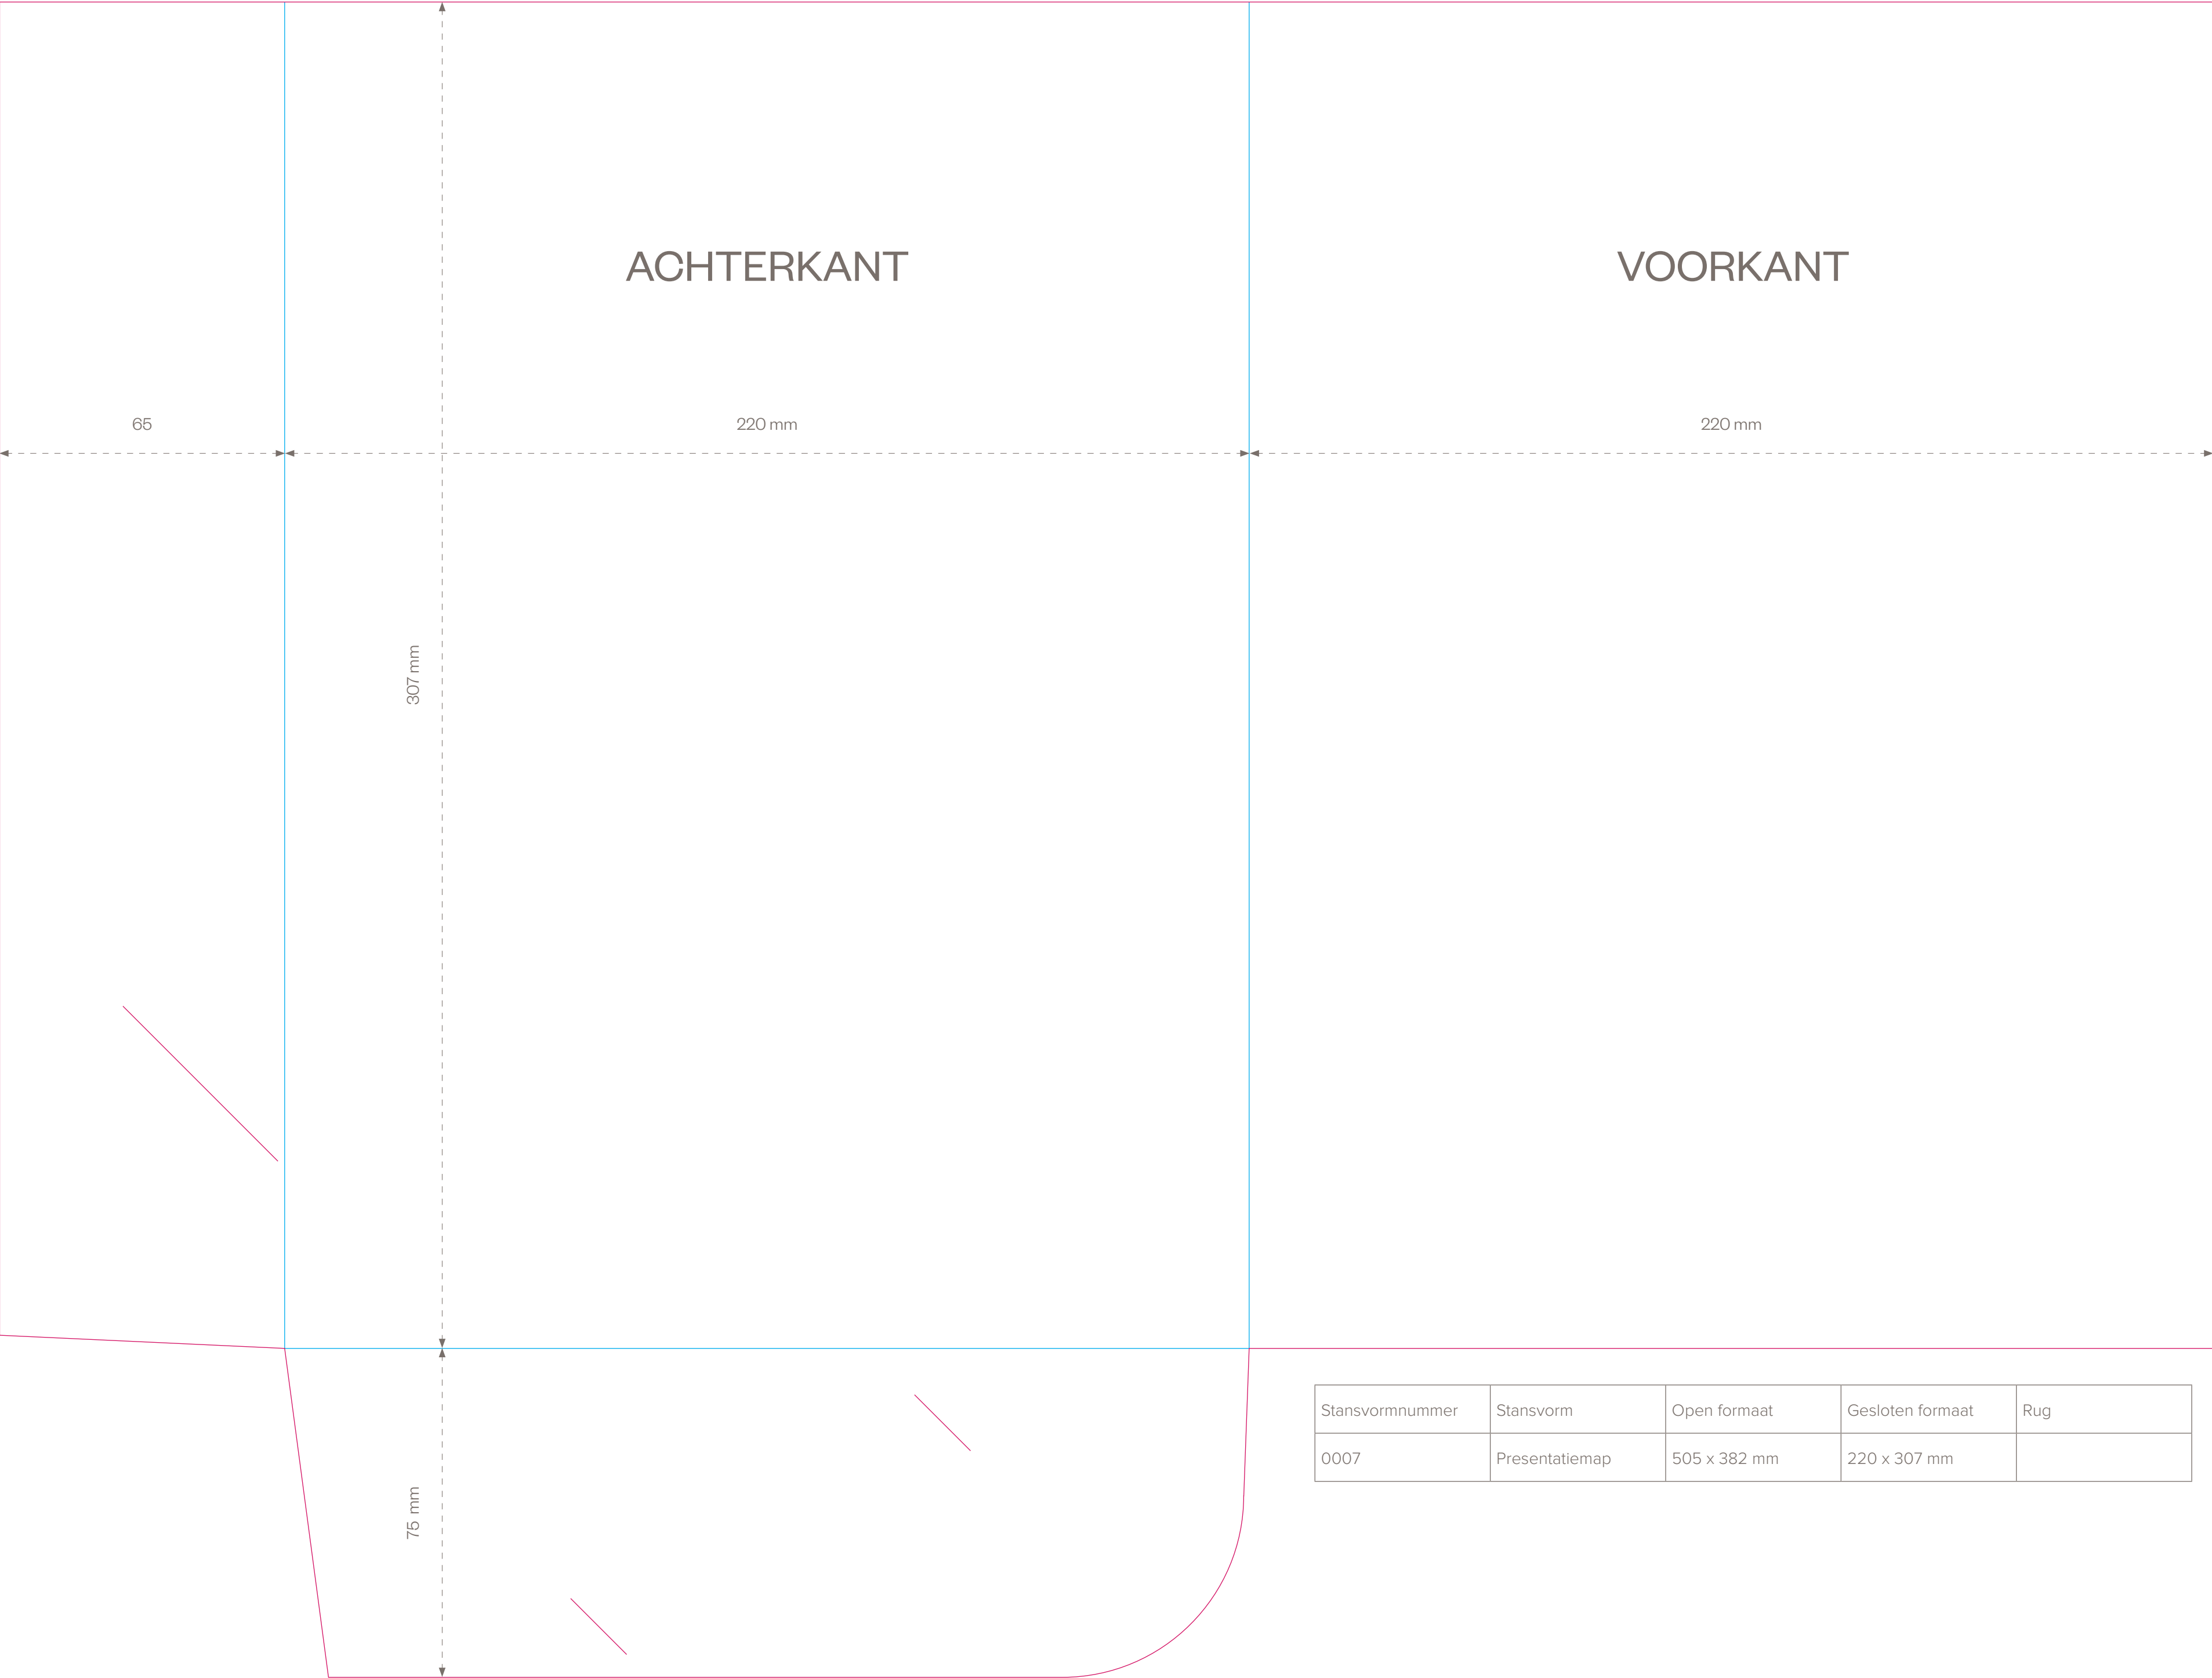 ACHTERKANT
VOORKANT
65
220 mm
220 mm
307 mm
75 mm
Stansvormnummer Stansvorm Open formaat Gesloten formaat Rug
0007 Presentatiemap 505 x 382 mm 220 x 307 mm